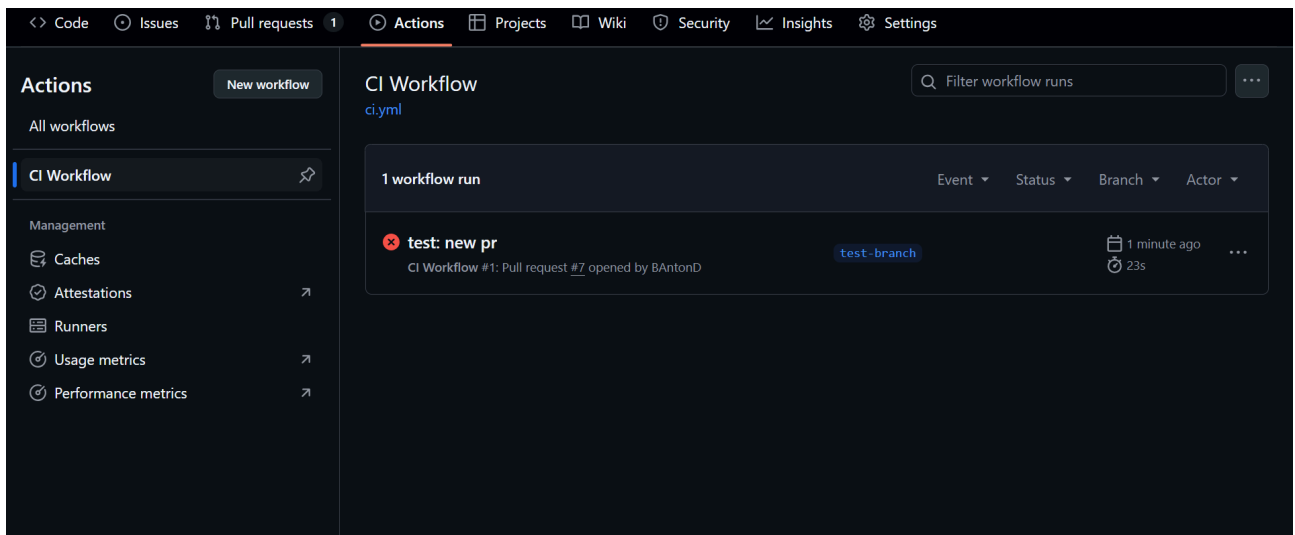 Code Issues Pull requests 1 Actions Projects Wiki Security Insights Settings
Actions
New workflow
All workflows
CI Workflow
Management
Caches
Attestations
Runners
Usage metrics
Performance metrics
CI Workflow
ci.yml
Filter workflow runs
1 workflow run
Event Status Branch Actor
test: new pr
CI Workflow #1: Pull request #7 opened by BAntonD
test-branch
1 minute ago
23s